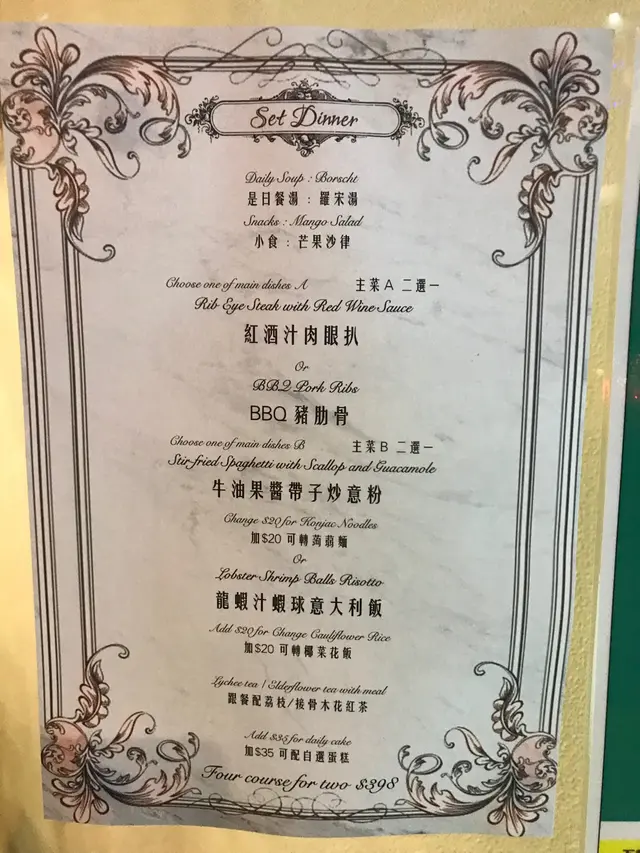 Set Dinner
Daily Soup : Borscht
是日餐湯 : 羅宋湯
Snacks : Mango Salad
小食 : 芒果沙律
Choose one of main dishes A 主菜A 二選一
Rib Eye Steak with Red Wine Sauce
紅酒汁肉眼扒
Or
BBQ Pork Ribs
BBQ 豬肋骨
Choose one of main dishes B 主菜B 二選一
Stir-fried Spaghetti with Scallop and Guacamole
牛油果醬帶子炒意粉
Change $20 for Konjac Noodles
加$20 可轉蒟蒻麵
Or
Lobster Shrimp Balls Risotto
龍蝦汁蝦球意大利飯
Add $20 for Change Cauliflower Rice
加$20 可轉椰菜花飯
Lychee tea / Elderflower tea with meal
跟餐配荔枝/接骨木花紅茶
Add $35 for daily cake
加$35 可配自選蛋糕
Four course for two $398